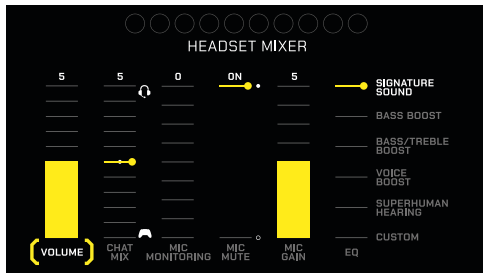 HEADSET MIXER
5 5 0 ON 5
SIGNATURE
SOUND
BASS BOOST
BASS/TREBLE
BOOST
VOICE
BOOST
SUPERHUMAN
HEARING
CUSTOM
VOLUME
CHAT
MIX
MIC
MONITORING
MIC
MUTE
MIC
GAIN
EQ